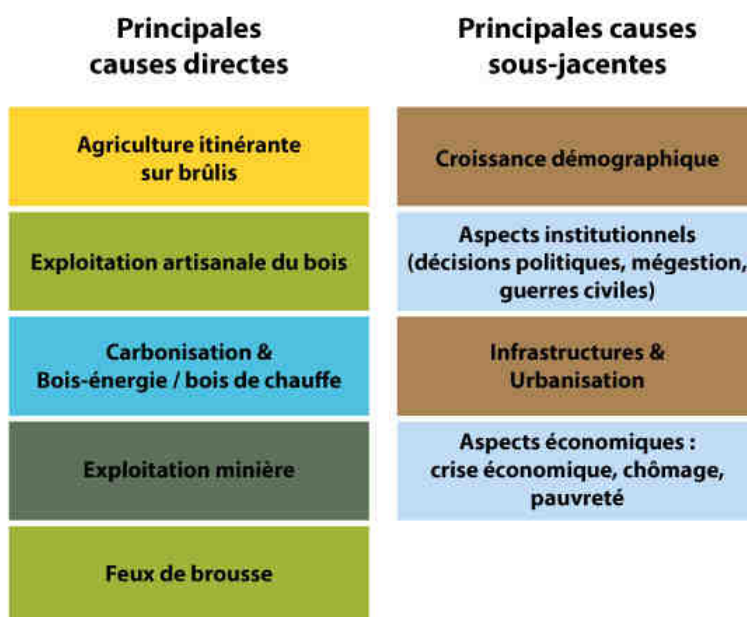 Principales
causes directes
Agriculture itinérante
sur brûlis
Exploitation artisanale du bois
Carbonisation &
Bois-énergie / bois de chauffe
Exploitation minière
Feux de brousse
Principales causes
sous-jacentes
Croissance démographique
Aspects institutionnels
(décisions politiques, mégestion,
guerres civiles)
Infrastructures &
Urbanisation
Aspects économiques :
crise économique, chômage,
pauvreté